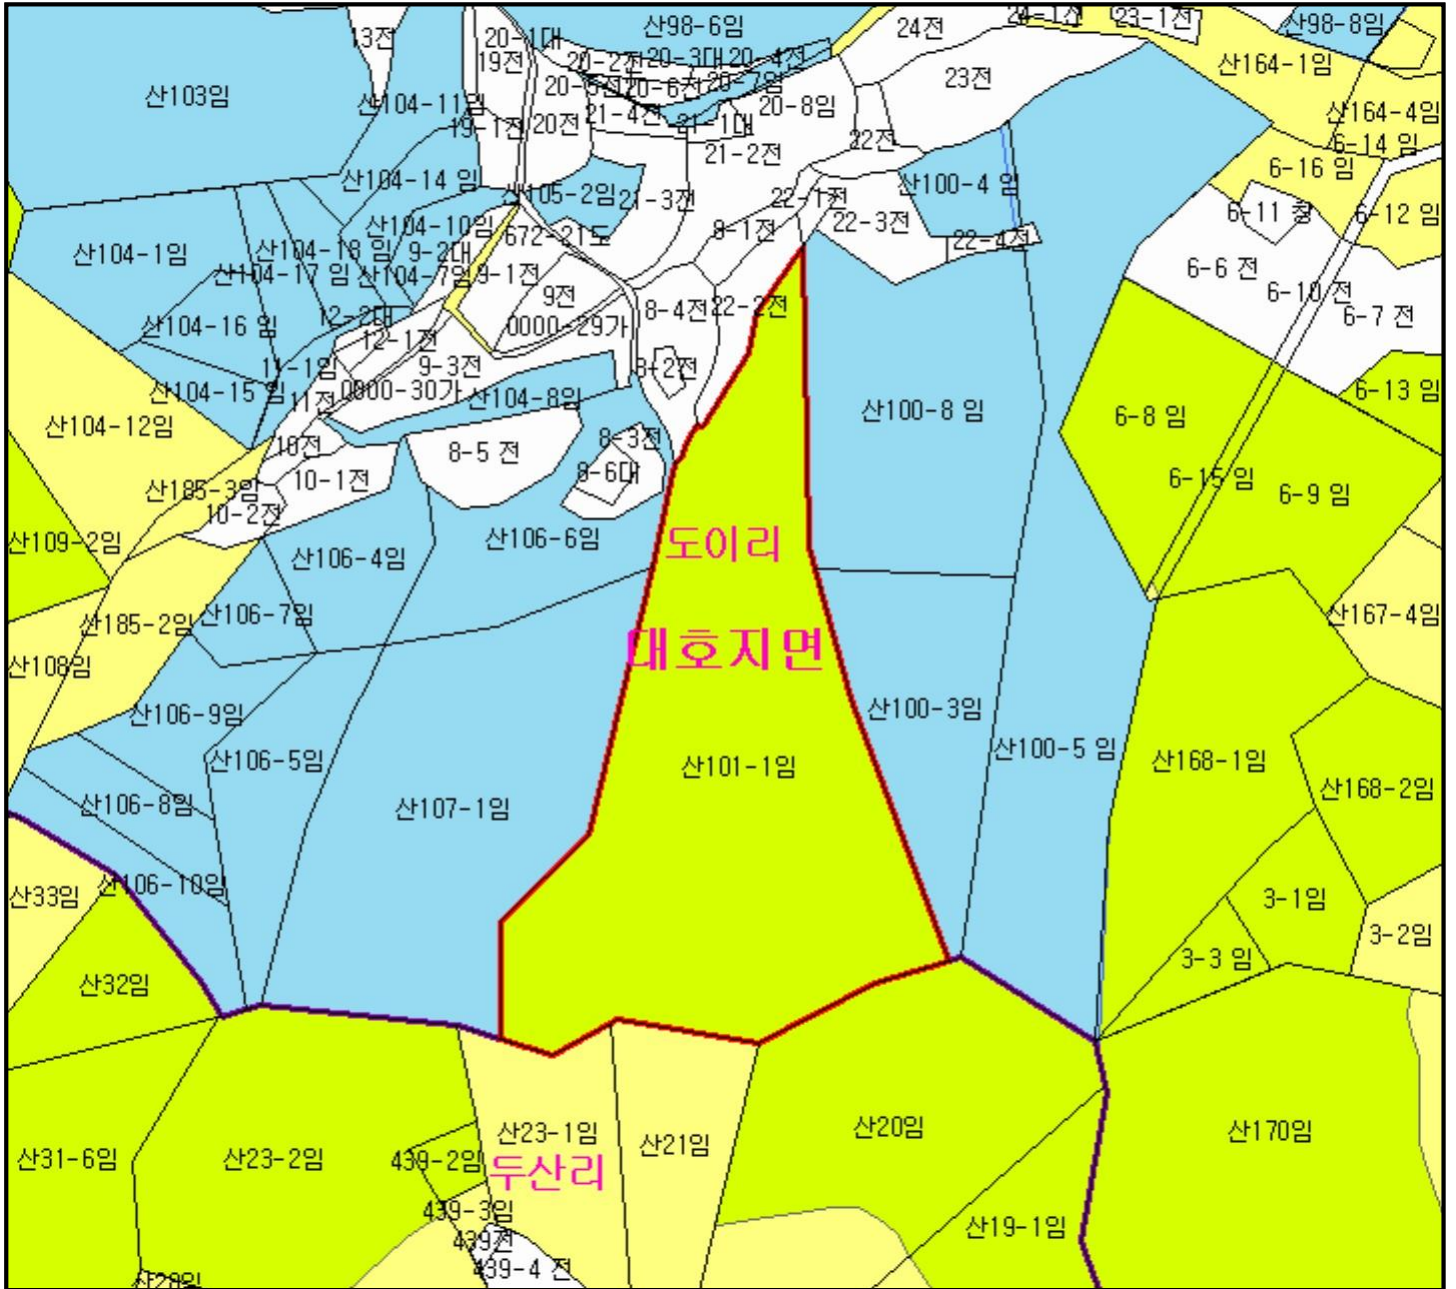 13전
20-1대
산98-6임
24전
24-1전
23-1전
산98-8임
19전
20-2전
20-3대
20-4전
산164-1임
산103임
산104-11임
20-5전
20-6전
20-7임
23전
19-1전
20전
21-4전
21-1대
20-8임
산164-4임
21-2전
22전
6-14 임
6-16 임
산104-14 임
산105-2임
21-3전
22-1전
산100-4 임
6-11 창
6-12 임
산104-10임
672-21도
8-1전
22-3전
22-4전
산104-1임
산104-18 임
9-2대
산104-17 임
산104-7임
9-1전
9전
6-6 전
6-10 전
6-7 전
산104-16 임
12-2대
12-1전
0000-29가
8-4전
22-2전
11-1임
9-3전
8-2전
산104-15 임
11전
0000-30가
산104-8임
산100-8 임
6-8 임
6-13 임
산104-12임
10전
8-5 전
8-3전
10-1전
8-6대
산185-3임
6-15 임
6-9 임
10-2전
산109-2임
산106-4임
산106-6임
도이리
산106-7임
산185-2임
산167-4임
대호지면
산108임
산106-9임
산100-3임
산106-5임
산101-1임
산100-5 임
산168-1임
산106-8임
산107-1임
산168-2임
산33임
산106-10임
3-1임
3-2임
산32임
3-3 임
산23-1임
산21임
산20임
산170임
산31-6임
산23-2임
439-2임
두산리
439-3임
439전
산19-1임
439-4 전
산28임